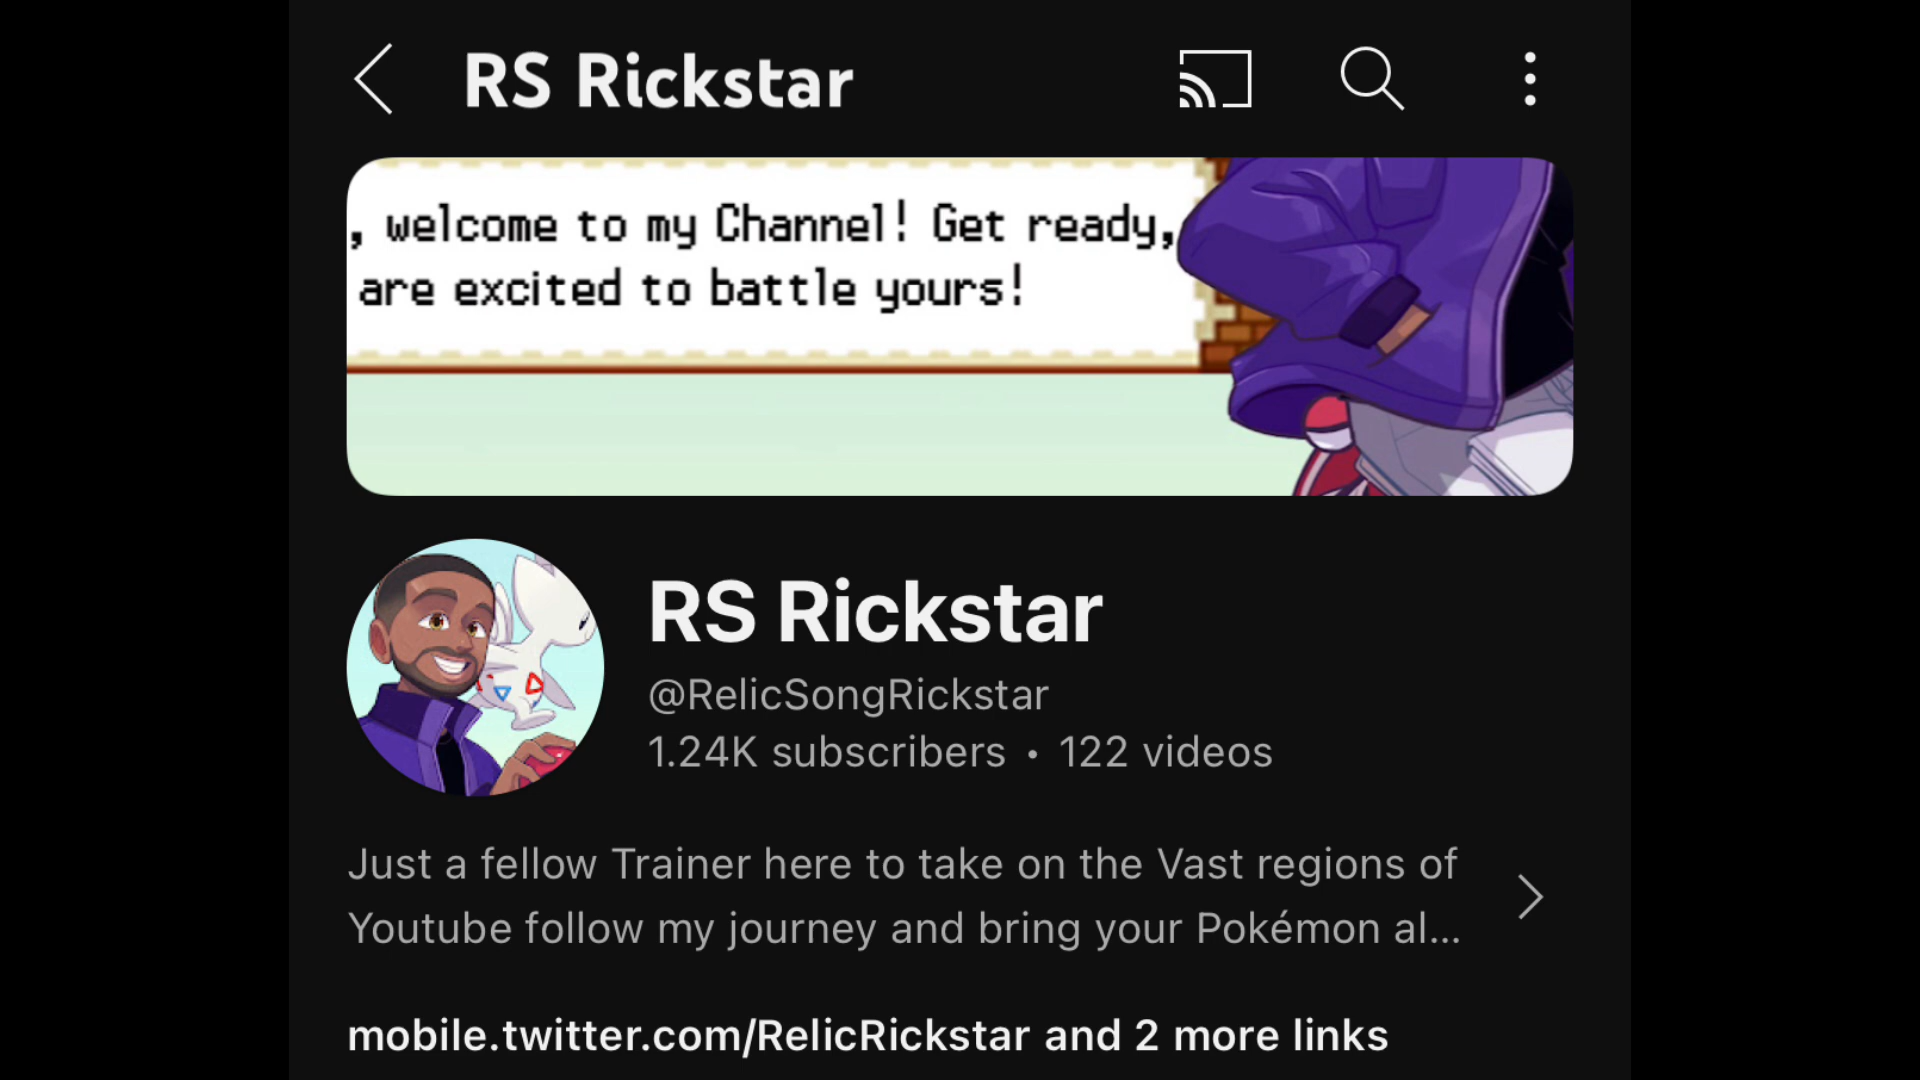 RS Rickstar
, welcome to my Channel! Get ready,
are excited to battle yours!
RS Rickstar
@RelicSongRickstar
1.24K subscribers • 122 videos
Just a fellow Trainer here to take on the Vast regions of
Youtube follow my journey and bring your Pokémon al...
mobile.twitter.com/RelicRickstar and 2 more links